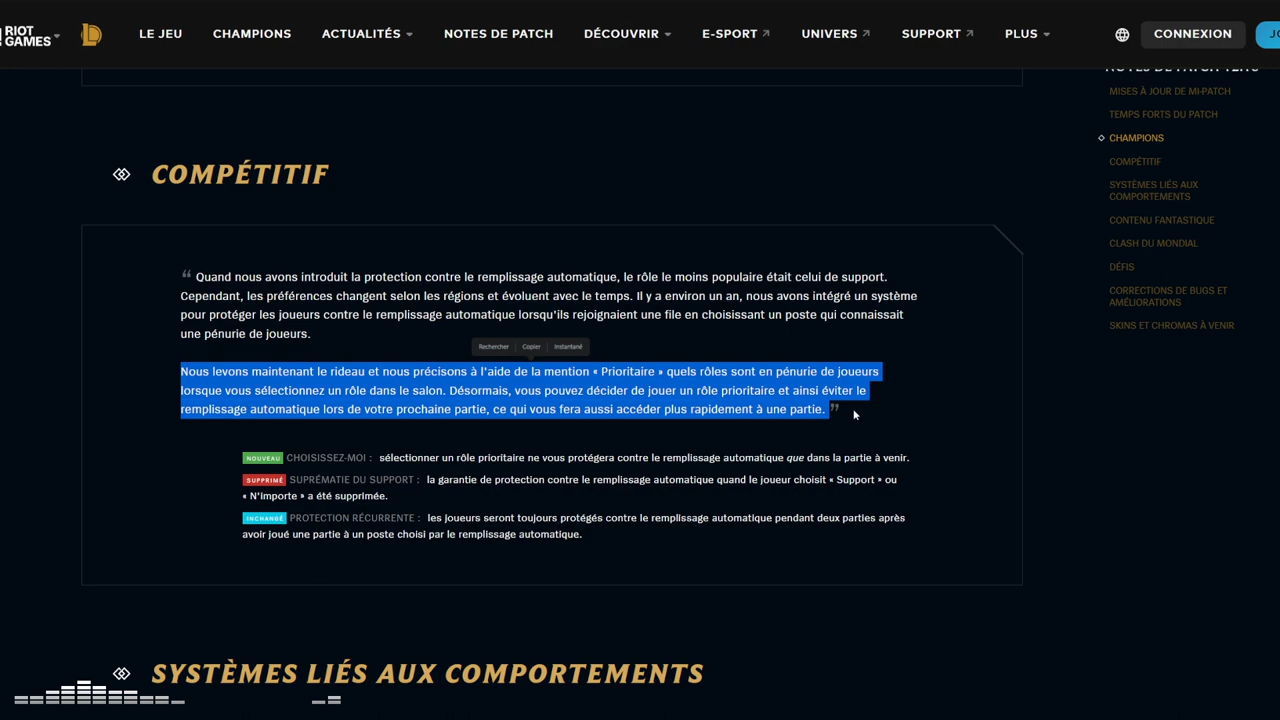 RIOT
GAMES
LE JEU
CHAMPIONS
ACTUALITÉS
NOTES DE PATCH
DÉCOUVRIR
E-SPORT
UNIVERS
SUPPORT
PLUS
CONNEXION
MISES À JOUR DE MI-PATCH
TEMPS FORTS DU PATCH
CHAMPIONS
COMPÉTITIF
SYSTÈMES LIÉS AUX
COMPORTEMENTS
CONTENU FANTASTIQUE
CLASH DU MONDIAL
DÉFIS
CORRECTIONS DE BUGS ET
AMÉLIORATIONS
SKINS ET CHROMAS À VENIR
COMPÉTITIF
“ Quand nous avons introduit la protection contre le remplissage automatique, le rôle le moins populaire était celui de support.
Cependant, les préférences changent selon les régions et évoluent avec le temps. Il y a environ un an, nous avons intégré un système
pour protéger les joueurs contre le remplissage automatique lorsqu'ils rejoignaient une file en choisissant un poste qui connaissait
une pénurie de joueurs.
Rechercher | Copier | Instantané
Nous levons maintenant le rideau et nous précisons à l'aide de la mention « Prioritaire » quels rôles sont en pénurie de joueurs
lorsque vous sélectionnez un rôle dans le salon. Désormais, vous pouvez décider de jouer un rôle prioritaire et ainsi éviter le
remplissage automatique lors de votre prochaine partie, ce qui vous fera aussi accéder plus rapidement à une partie. ”
NOUVEAU CHOISISSEZ-MOI : sélectionner un rôle prioritaire ne vous protégera contre le remplissage automatique que dans la partie à venir.
SUPPRIMÉ SUPRÉMATIE DU SUPPORT : la garantie de protection contre le remplissage automatique quand le joueur choisit « Support » ou
« N'importe » a été supprimée.
INCHANGÉ PROTECTION RÉCURRENTE : les joueurs seront toujours protégés contre le remplissage automatique pendant deux parties après
avoir joué une partie à un poste choisi par le remplissage automatique.
SYSTÈMES LIÉS AUX COMPORTEMENTS